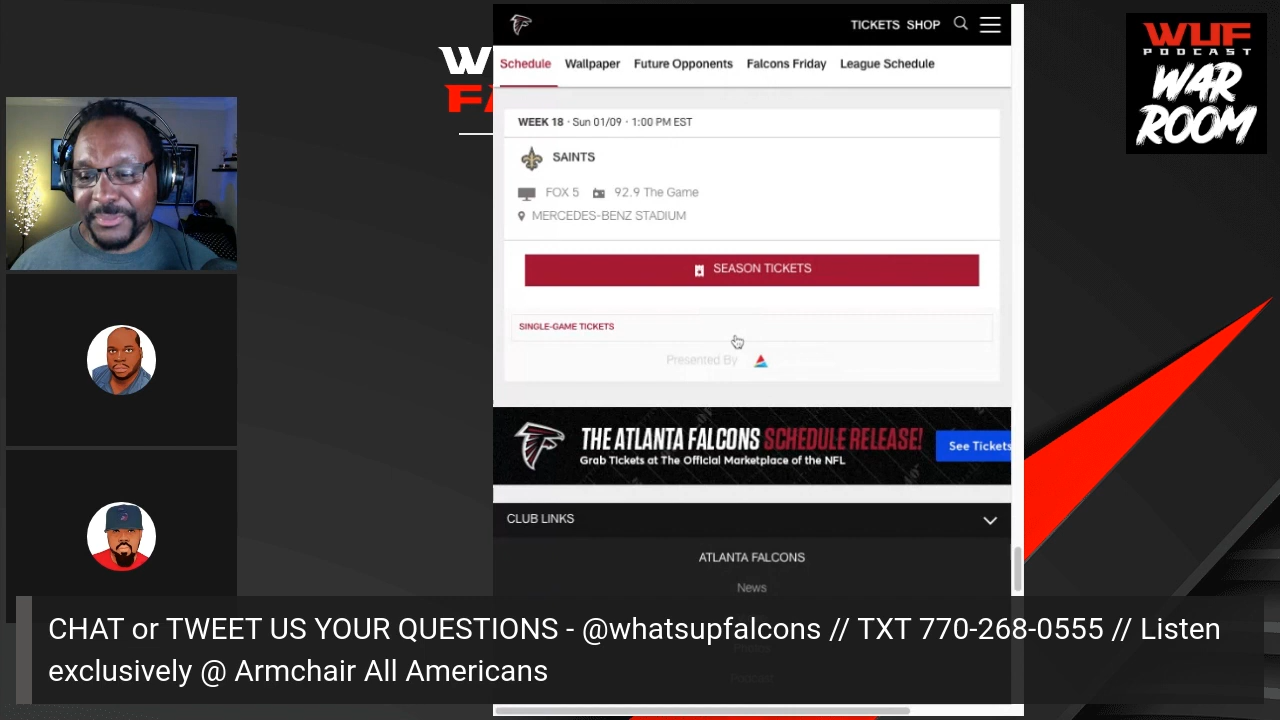 TICKETS SHOP
Schedule Wallpaper Future Opponents Falcons Friday League Schedule
W
FA
WUF
PODCAST
WAR
ROOM
WEEK 18 · Sun 01/09 · 1:00 PM EST
SAINTS
FOX 5 92.9 The Game
MERCEDES-BENZ STADIUM
SEASON TICKETS
SINGLE-GAME TICKETS
Presented By
THE ATLANTA FALCONS SCHEDULE RELEASE!
Grab Tickets at The Official Marketplace of the NFL
See Tickets
CLUB LINKS
ATLANTA FALCONS
News
Photos
Podcast
CHAT or TWEET US YOUR QUESTIONS - @whatsupfalcons // TXT 770-268-0555 // Listen
exclusively @ Armchair All Americans